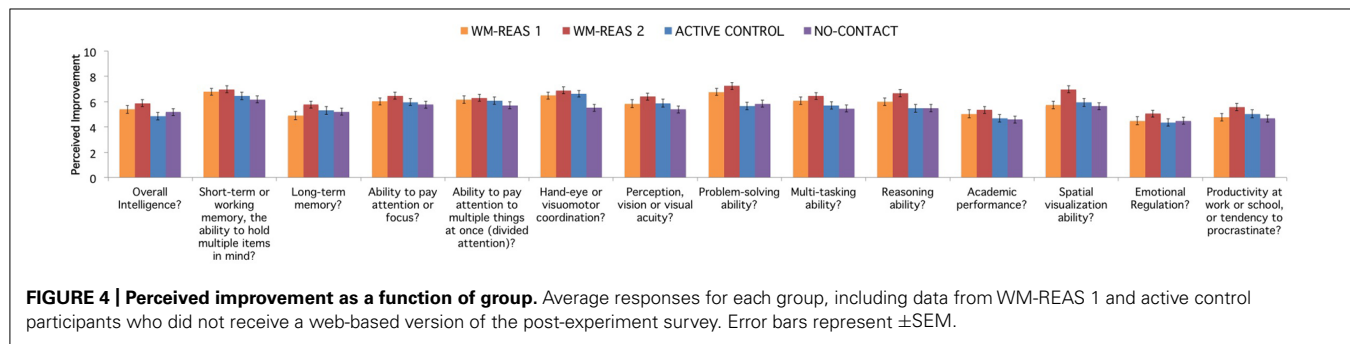 WM-REAS 1 WM-REAS 2 ACTIVE CONTROL NO-CONTACT
10
8
6
4
2
0
Perceived Improvement
Overall
Intelligence?
Short-term or
working memory, the
ability to hold
multiple items
in mind?
Long-term
memory?
Ability to pay
attention or
focus?
Ability to pay
attention to
multiple things
at once (divided
attention)?
Hand-eye or
visuomotor
coordination?
Perception,
vision or visual
acuity?
Problem-solving
ability?
Multi-tasking
ability?
Reasoning
ability?
Academic
performance?
Spatial
visualization
ability?
Emotional
Regulation?
Productivity at
work or school,
or tendency to
procrastinate?
FIGURE 4 | Perceived improvement as a function of group. Average responses for each group, including data from WM-REAS 1 and active control
participants who did not receive a web-based version of the post-experiment survey. Error bars represent ±SEM.